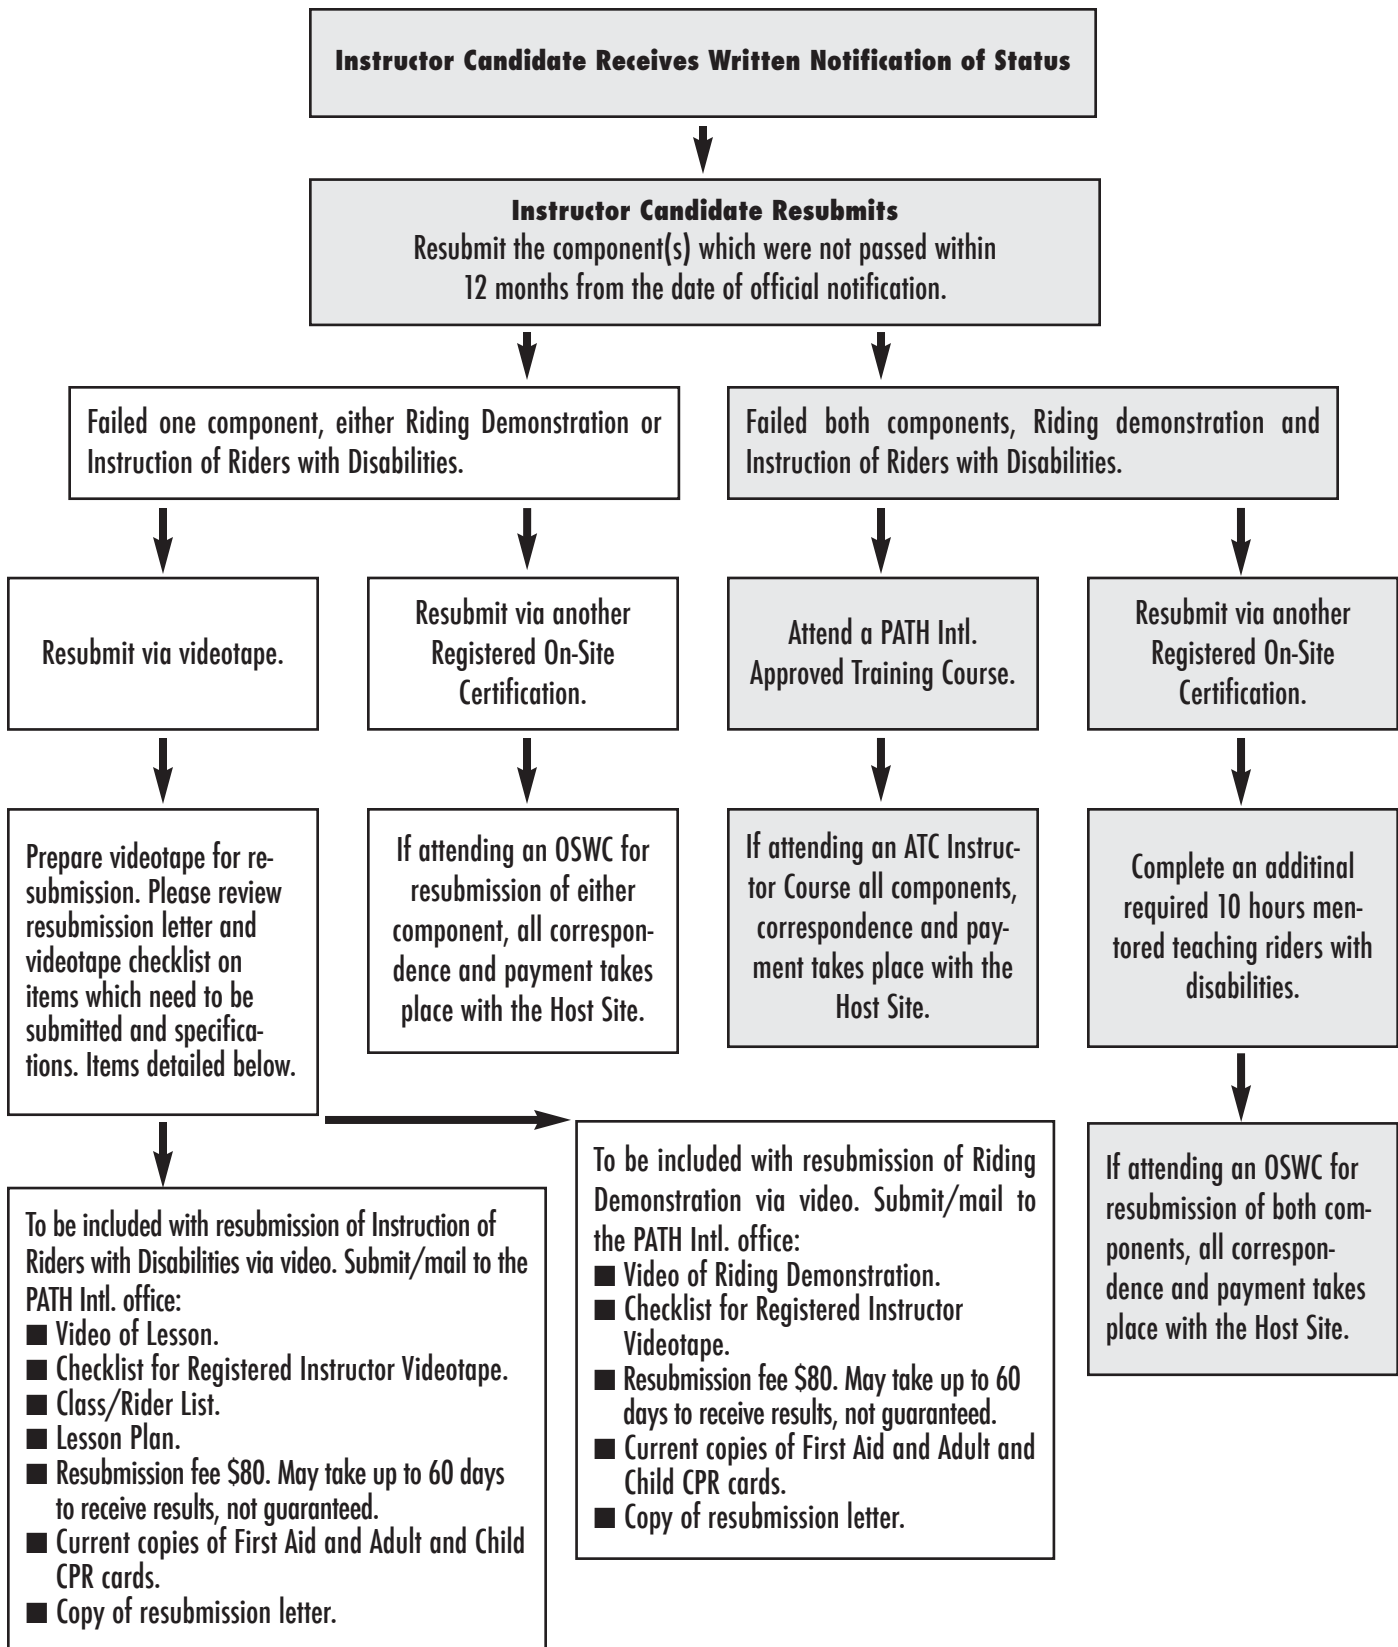 Instructor Candidate Receives Written Notification of Status
Instructor Candidate Resubmits
Resubmit the component(s) which were not passed within
12 months from the date of official notification.
Failed one component, either Riding Demonstration or
Instruction of Riders with Disabilities.
Failed both components, Riding demonstration and
Instruction of Riders with Disabilities.
Resubmit via videotape.
Resubmit via another
Registered On-Site
Certification.
Attend a PATH Intl.
Approved Training Course.
Resubmit via another
Registered On-Site
Certification.
Prepare videotape for re-
submission. Please review
resubmission letter and
videotape checklist on
items which need to be
submitted and specifica-
tions. Items detailed below.
If attending an OSWC for
resubmission of either
component, all correspon-
dence and payment takes
place with the Host Site.
If attending an ATC Instruc-
tor Course all components,
correspondence and pay-
ment takes place with the
Host Site.
Complete an additinal
required 10 hours men-
tored teaching riders with
disabilities.
To be included with resubmission of Instruction of
Riders with Disabilities via video. Submit/mail to the
PATH Intl. office:
■ Video of Lesson.
■ Checklist for Registered Instructor Videotape.
■ Class/Rider List.
■ Lesson Plan.
■ Resubmission fee $80. May take up to 60 days
to receive results, not guaranteed.
■ Current copies of First Aid and Adult and Child
CPR cards.
■ Copy of resubmission letter.
To be included with resubmission of Riding
Demonstration via video. Submit/mail to
the PATH Intl. office:
■ Video of Riding Demonstration.
■ Checklist for Registered Instructor
Videotape.
■ Resubmission fee $80. May take up to 60
days to receive results, not guaranteed.
■ Current copies of First Aid and Adult and
Child CPR cards.
■ Copy of resubmission letter.
If attending an OSWC for
resubmission of both com-
ponents, all correspon-
dence and payment takes
place with the Host Site.